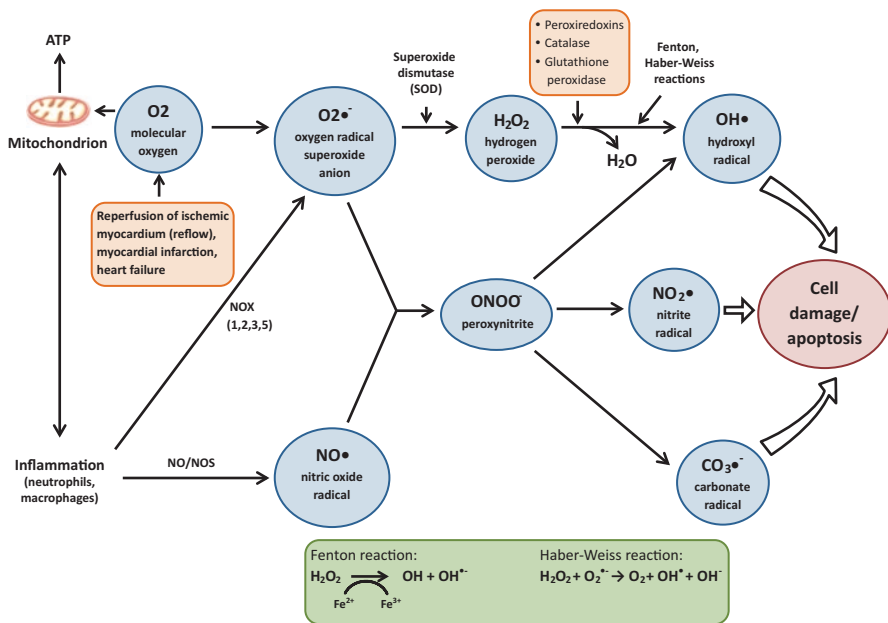 ATP
Mitochondrion
O2
molecular
oxygen
Reperfusion of ischemic
myocardium (reflow),
myocardial infarction,
heart failure
O2•-
oxygen radical
superoxide
anion
Superoxide
dismutase
(SOD)
H₂O₂
hydrogen
peroxide
• Peroxiredoxins
• Catalase
• Glutathione
peroxidase
Fenton,
Haber-Weiss
reactions
H₂O
OH•
hydroxyl
radical
NOX
(1,2,3,5)
ONOO⁻
peroxynitrite
NO₂•
nitrite
radical
Cell
damage/
apoptosis
Inflammation
(neutrophils,
macrophages)
NO/NOS
NO•
nitric oxide
radical
CO₃•⁻
carbonate
radical
Fenton reaction:
H₂O₂ → OH + OH•⁻
Fe²⁺ Fe³⁺
Haber-Weiss reaction:
H₂O₂ + O₂•⁻ → O₂ + OH• + OH⁻